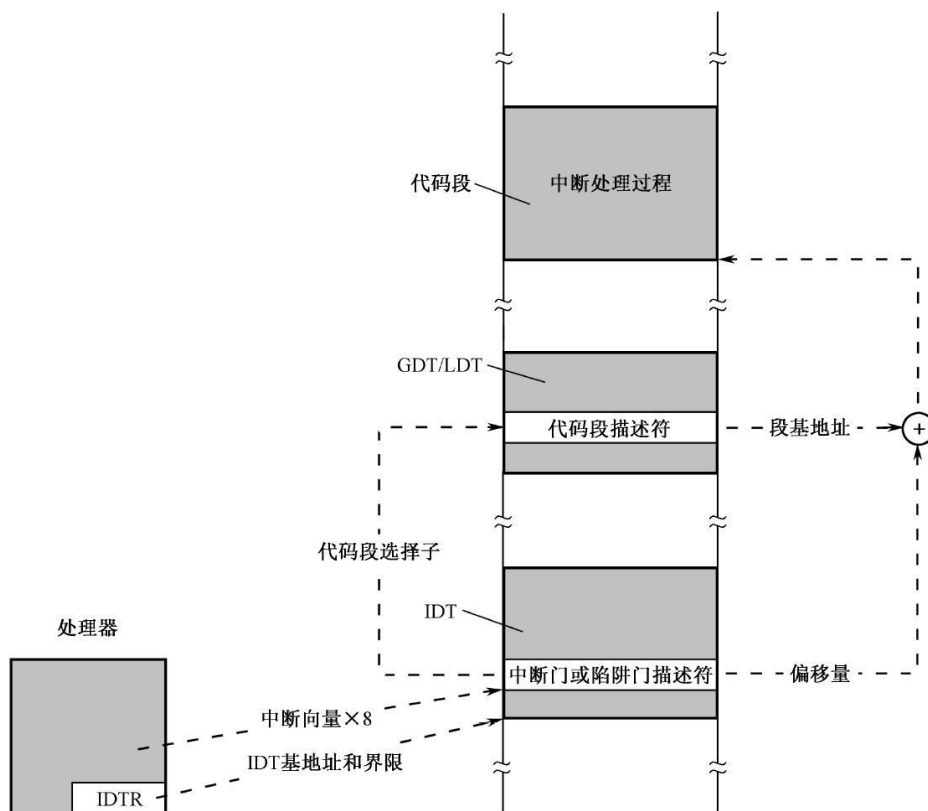 代码段
中断处理过程
GDT/LDT
代码段描述符
段基地址
+
代码段选择子
IDT
处理器
中断门或陷阱门描述符
偏移量
中断向量×8
IDT基地址和界限
IDTR